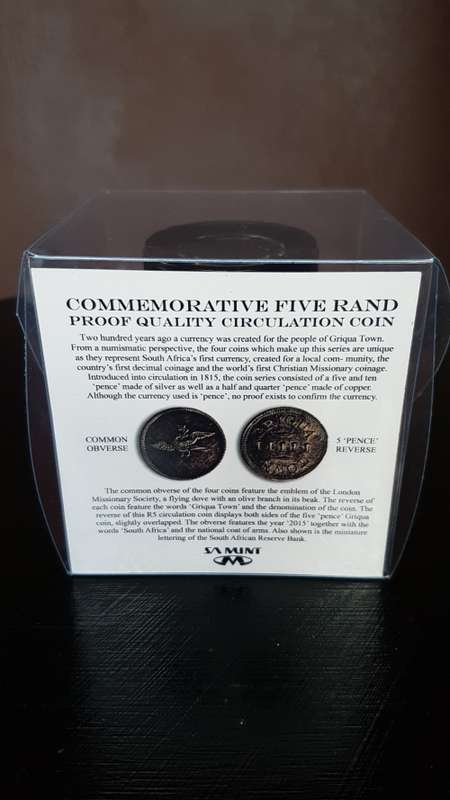 COMMEMORATIVE FIVE RAND
PROOF QUALITY CIRCULATION COIN
Two hundred years ago a currency was created for the people of Griqua Town.
From a numismatic perspective, the four coins which make up this series are unique
as they represent South Africa's first currency, created for a local com- munity, the
country's first decimal coinage and the world's first Christian Missionary coinage.
Introduced into circulation in 1815, the coin series consisted of a five and ten
'pence' made of silver as well as a half and quarter 'pence' made of copper.
Although the currency used is 'pence', no proof exists to confirm the currency.
COMMON
OBVERSE
5 'PENCE'
REVERSE
The common obverse of the four coins feature the emblem of the London
Missionary Society, a flying dove with an olive branch in its beak. The reverse of
each coin feature the words 'Griqua Town' and the denomination of the coin. The
reverse of this R5 circulation coin displays both sides of the five 'pence' Griqua
coin, slightly overlapped. The obverse features the year '2015' together with the
words 'South Africa' and the national coat of arms. Also shown is the miniature
lettering of the South African Reserve Bank.
SA MINT